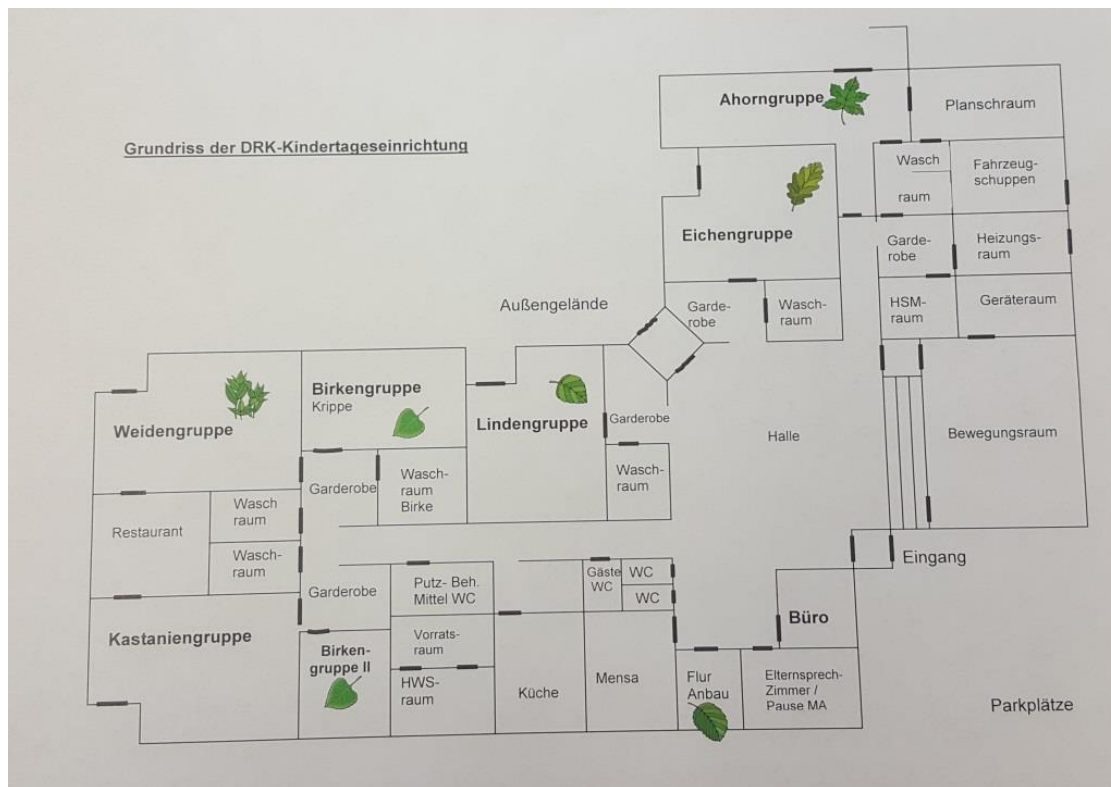 Grundriss der DRK-Kindertageseinrichtung
Ahorngruppe
Planschraum
Wasch
raum
Fahrzeug-
schuppen
Eichengruppe
Garde-
robe
Heizungs-
raum
Außengelände
Garde-
robe
Wasch-
raum
HSM-
raum
Geräteraum
Weidengruppe
Birkengruppe
Krippe
Lindengruppe
Garderobe
Halle
Bewegungsraum
Garderobe
Wasch-
raum
Birke
Wasch-
raum
Restaurant
Wasch
raum
Wasch-
raum
Eingang
Garderobe
Putz- Beh.
Mittel WC
Gäste
WC
WC
WC
Kastaniengruppe
Birken-
gruppe II
Vorrats-
raum
HWS-
raum
Küche
Mensa
Flur
Anbau
Büro
Elternsprech-
Zimmer /
Pause MA
Parkplätze